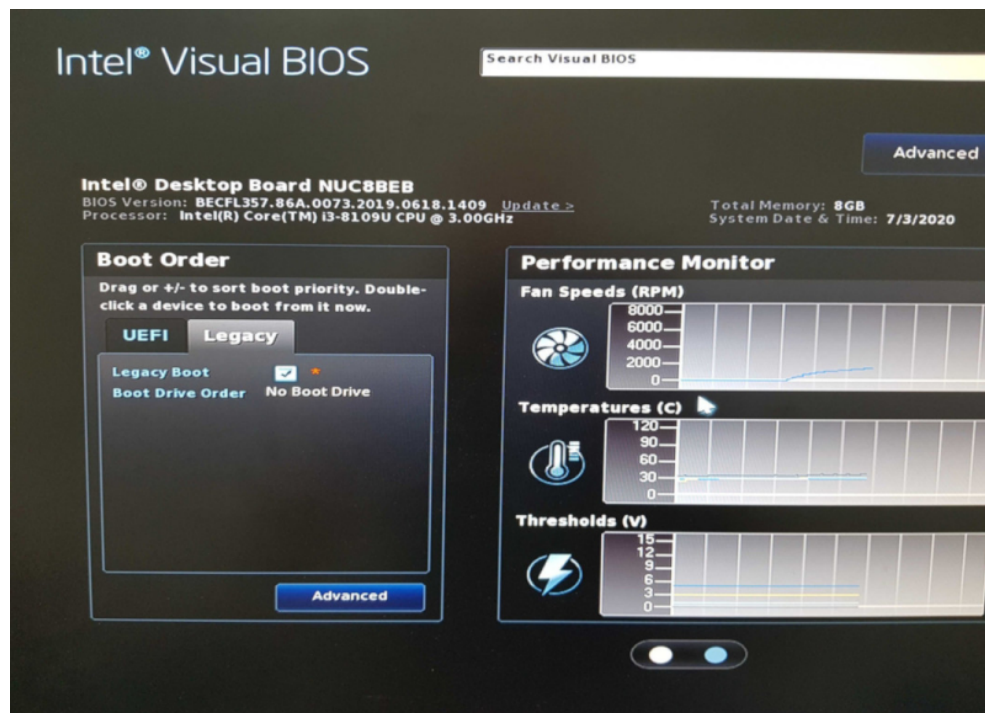 Intel® Visual BIOS
Search Visual BIOS
Advanced
Intel® Desktop Board NUC8BEB
BIOS Version: BECFL357.86A.0073.2019.0618.1409 Update >
Processor: Intel(R) Core(TM) i3-8109U CPU @ 3.00GHz
Total Memory: 8GB
System Date & Time: 7/3/2020
Boot Order
Drag or +/- to sort boot priority. Double-
click a device to boot from it now.
UEFI Legacy
Legacy Boot *
Boot Drive Order No Boot Drive
Advanced
Performance Monitor
Fan Speeds (RPM)
8000
6000
4000
2000
0
Temperatures (C)
120
90
60
30
0
Thresholds (V)
15
12
9
6
3
0